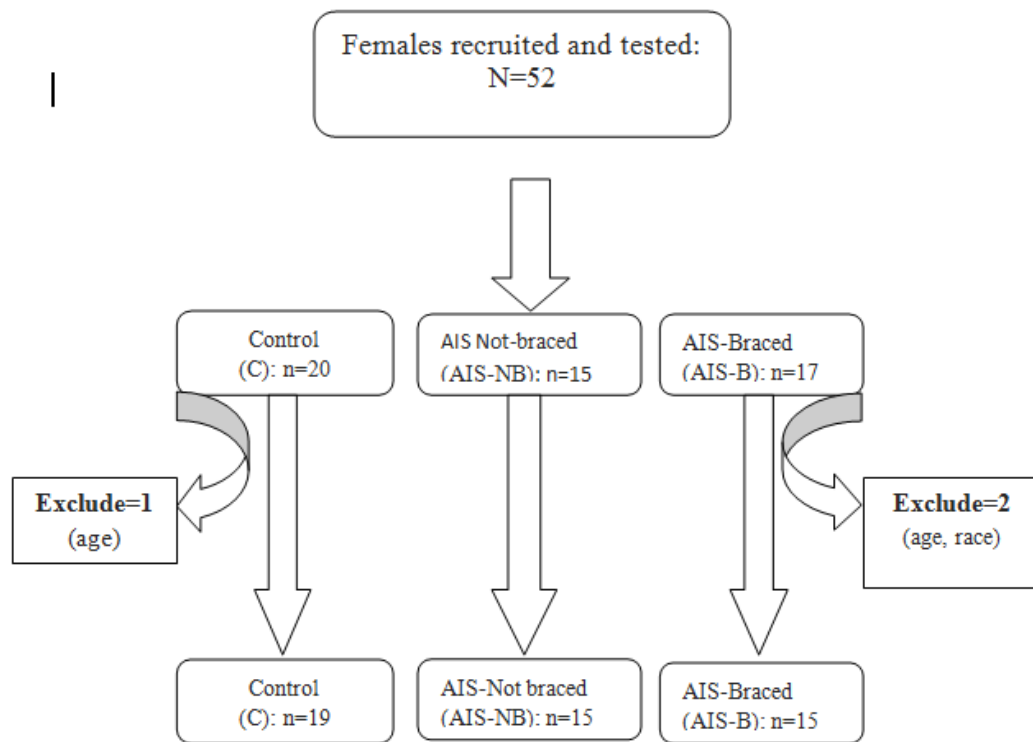 Females recruited and tested:
N=52
Control
(C): n=20
AIS Not-braced
(AIS-NB): n=15
AIS-Braced
(AIS-B): n=17
Exclude=1
(age)
Exclude=2
(age, race)
Control
(C): n=19
AIS-Not braced
(AIS-NB): n=15
AIS-Braced
(AIS-B): n=15